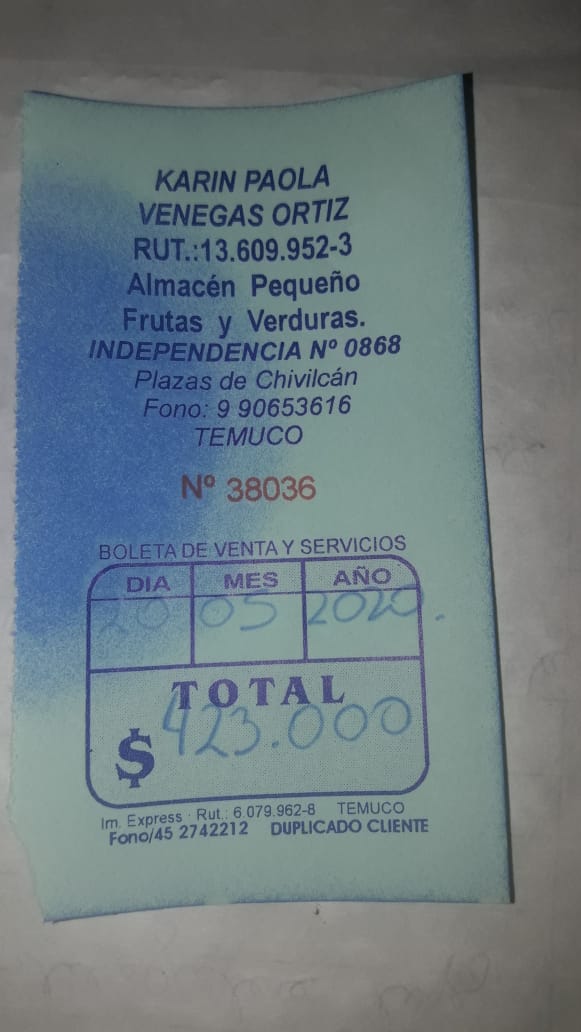 KARIN PAOLA
VENEGAS ORTIZ
RUT.:13.609.952-3
Almacén Pequeño
Frutas y Verduras.
INDEPENDENCIA Nº 0868
Plazas de Chivilcán
Fono: 9 90653616
TEMUCO
Nº 38036
BOLETA DE VENTA Y SERVICIOS
DIA MES AÑO
20 05 2020.
TOTAL
$ 423.000
Im. Express · Rut.: 6.079.962-8 TEMUCO
Fono/45 2742212 DUPLICADO CLIENTE